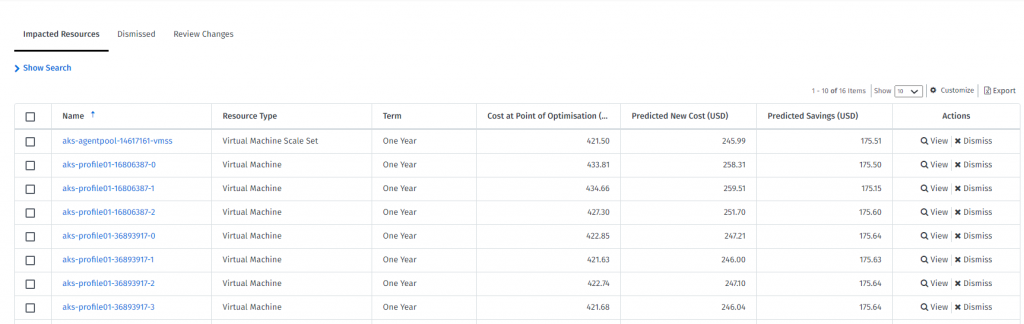 Impacted Resources Dismissed Review Changes
Show Search
1 - 10 of 16 Items Show 10 Customize Export
Name Resource Type Term Cost at Point of Optimisation (... Predicted New Cost (USD) Predicted Savings (USD) Actions
aks-agentpool-14617161-vmss Virtual Machine Scale Set One Year 421.50 245.99 175.51 View Dismiss
aks-profile01-16806387-0 Virtual Machine One Year 433.81 258.31 175.50 View Dismiss
aks-profile01-16806387-1 Virtual Machine One Year 434.66 259.51 175.15 View Dismiss
aks-profile01-16806387-2 Virtual Machine One Year 427.30 251.70 175.60 View Dismiss
aks-profile01-36893917-0 Virtual Machine One Year 422.85 247.21 175.64 View Dismiss
aks-profile01-36893917-1 Virtual Machine One Year 421.63 246.00 175.63 View Dismiss
aks-profile01-36893917-2 Virtual Machine One Year 422.74 247.10 175.64 View Dismiss
aks-profile01-36893917-3 Virtual Machine One Year 421.68 246.04 175.64 View Dismiss